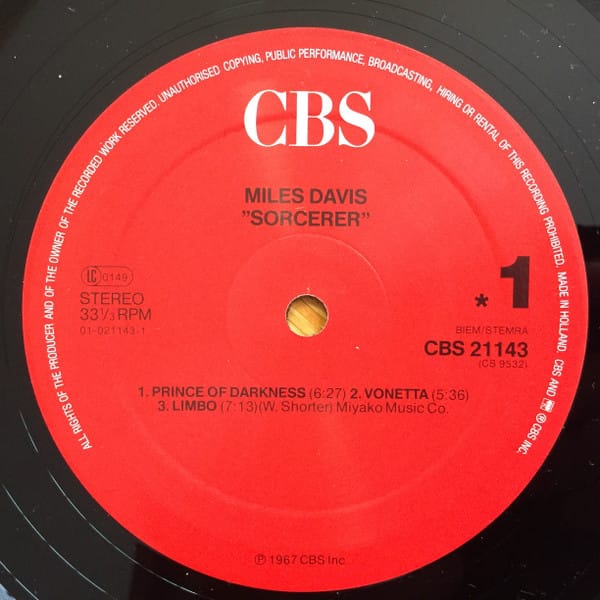 ALL RIGHTS OF THE PRODUCER AND OF THE OWNER OF THE RECORDED WORK RESERVED. UNAUTHORISED COPYING, PUBLIC PERFORMANCE, BROADCASTING, HIRING OR RENTAL OF THIS RECORDING PROHIBITED. MADE IN HOLLAND. CBS AND ® CBS INC.
CBS
MILES DAVIS
"SORCERER"
LC 0149
STEREO
33 1/3 RPM
01-021143-1
* 1
BIEM/STEMRA
CBS 21143
(CS 9532)
1. PRINCE OF DARKNESS (6:27) 2. VONETTA (5:36)
3. LIMBO (7:13)(W. Shorter) Miyako Music Co.
℗ 1967 CBS Inc.